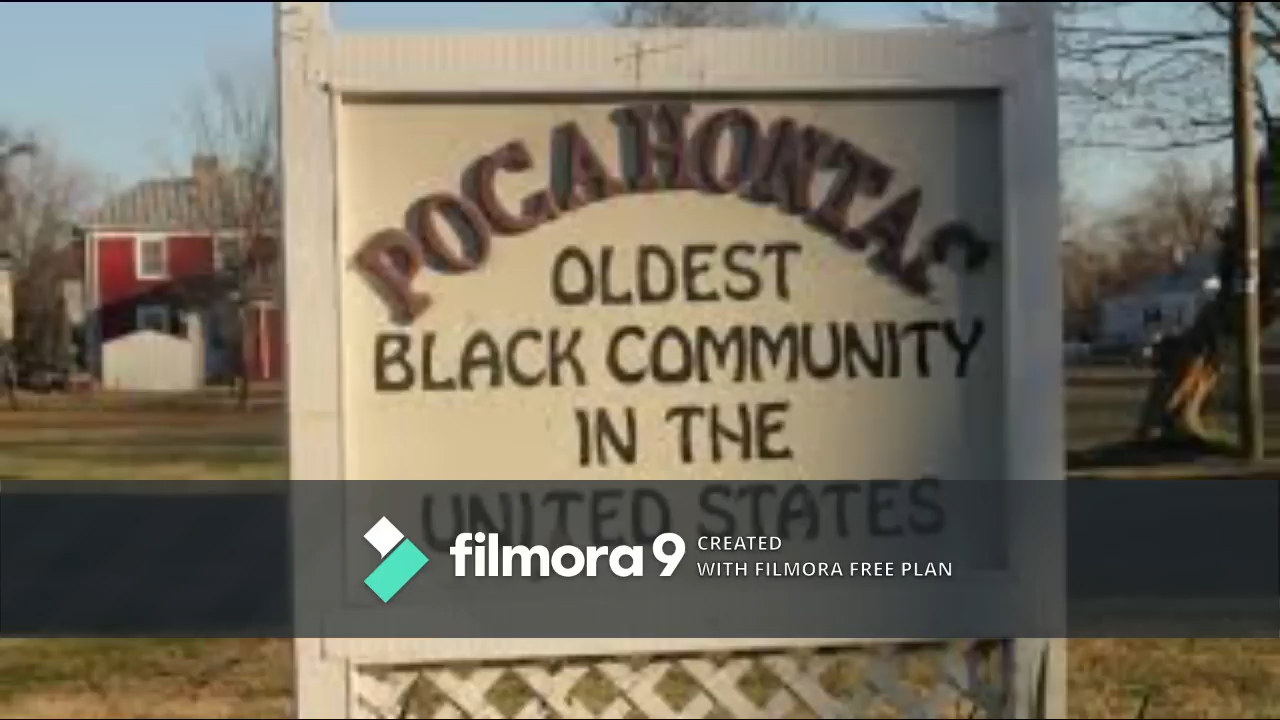 POCAHONTAS
OLDEST
BLACK COMMUNITY
IN THE
UNITED STATES
filmora9
CREATED
WITH FILMORA FREE PLAN